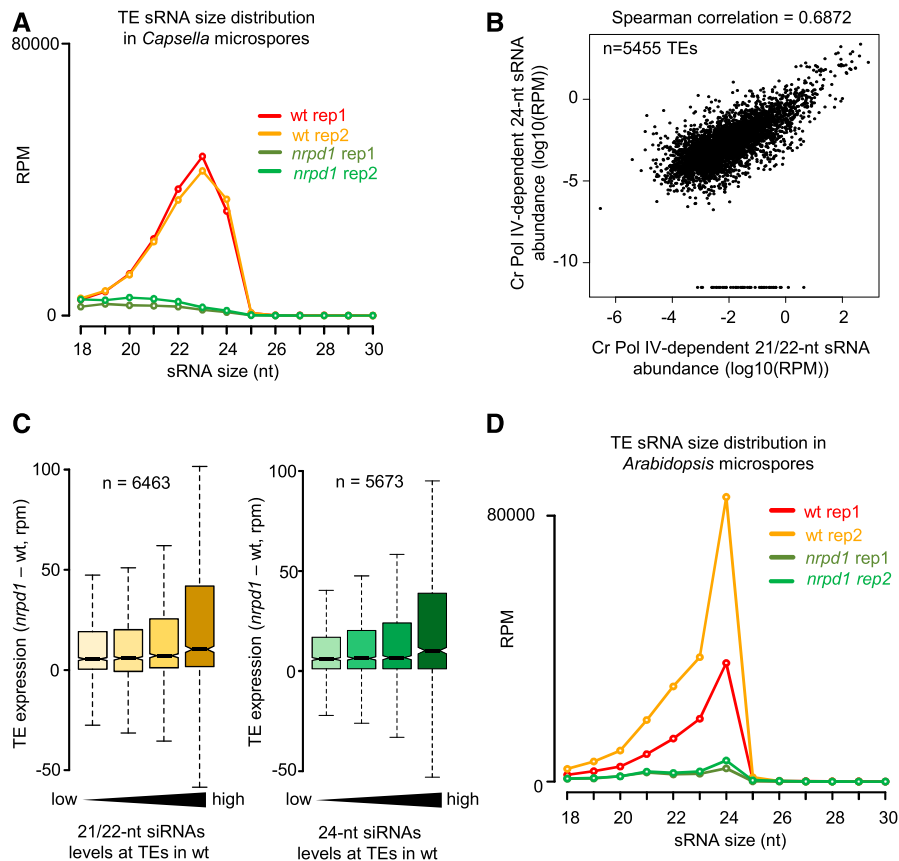 A
TE sRNA size distribution
in Capsella microspores
80000
RPM
0
wt rep1
wt rep2
nrpd1 rep1
nrpd1 rep2
18 20 22 24 26 28 30
sRNA size (nt)
B
Spearman correlation = 0.6872
n=5455 TEs
Cr Pol IV-dependent 24-nt sRNA
abundance (log10(RPM))
0
-5
-10
-6 -4 -2 0 2
Cr Pol IV-dependent 21/22-nt sRNA
abundance (log10(RPM))
C
TE expression (nrpd1 – wt, rpm)
100
50
0
-50
n = 6463
low high
21/22-nt siRNAs
levels at TEs in wt
TE expression (nrpd1 – wt, rpm)
100
50
0
-50
n = 5673
low high
24-nt siRNAs
levels at TEs in wt
D
TE sRNA size distribution in
Arabidopsis microspores
80000
RPM
0
wt rep1
wt rep2
nrpd1 rep1
nrpd1 rep2
18 20 22 24 26 28 30
sRNA size (nt)